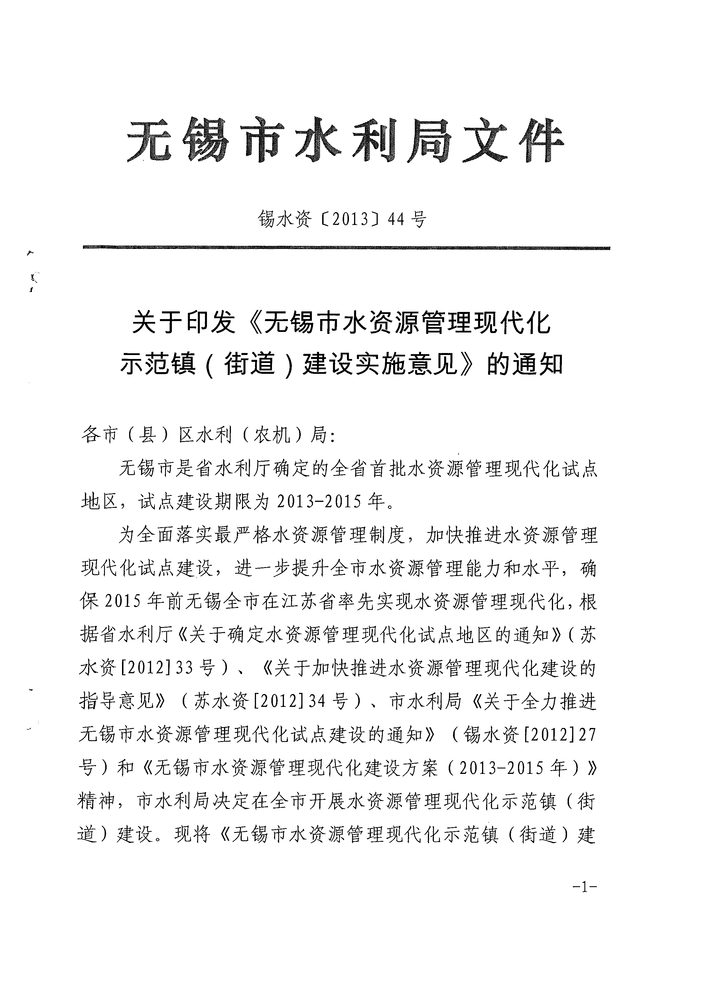 无锡市水利局文件
锡水资〔2013〕44 号
关于印发《无锡市水资源管理现代化
示范镇（街道）建设实施意见》的通知
各市（县）区水利（农机）局：
无锡市是省水利厅确定的全省首批水资源管理现代化试点
地区，试点建设期限为 2013-2015 年。
为全面落实最严格水资源管理制度，加快推进水资源管理
现代化试点建设，进一步提升全市水资源管理能力和水平，确
保 2015 年前无锡全市在江苏省率先实现水资源管理现代化，根
据省水利厅《关于确定水资源管理现代化试点地区的通知》（苏
水资[2012]33 号）、《关于加快推进水资源管理现代化建设的
指导意见》（苏水资[2012]34 号）、市水利局《关于全力推进
无锡市水资源管理现代化试点建设的通知》（锡水资[2012]27
号）和《无锡市水资源管理现代化建设方案（2013-2015 年）》
精神，市水利局决定在全市开展水资源管理现代化示范镇（街
道）建设。现将《无锡市水资源管理现代化示范镇（街道）建
-1-